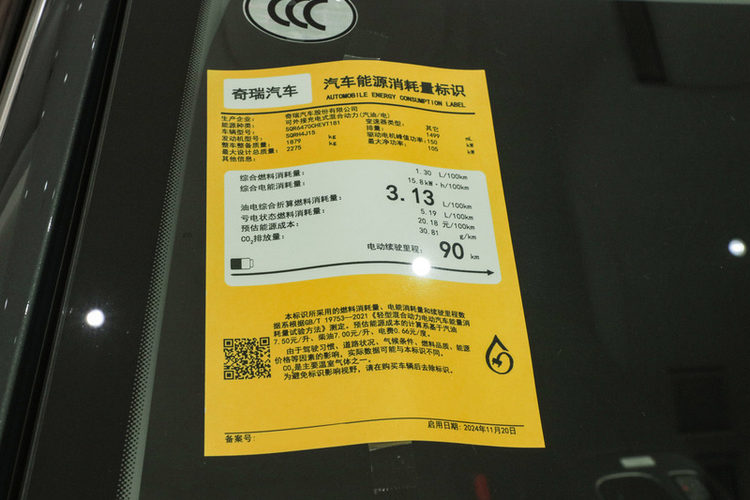 CCC
奇瑞汽车
汽车能源消耗量标识
AUTOMOBILE ENERGY CONSUMPTION LABEL
生产企业: 奇瑞汽车股份有限公司
能源种类: 可外接充电式混合动力(汽油/电)
车辆型号: SQR6470CHEVT181 变速器类型: 其它
发动机型号: SQRH4J15 排量: 1499 mL
整车整备质量: 1879 kg 驱动电机峰值功率: 150 kW
最大设计总质量: 2275 kg 最大净功率: 105 kW
其他信息:
综合燃料消耗量: 1.30 L/100km
综合电能消耗量: 15.8 kW·h/100km
油电综合折算燃料消耗量: 3.13 L/100km
亏电状态燃料消耗量: 5.19 L/100km
预估能源成本: 20.18 元/100km
CO₂排放量: 30.81 g/km
电动续驶里程: 90 km
本标识所采用的燃料消耗量、电能消耗量和续驶里程数
据系根据GB/T 19753—2021《轻型混合动力电动汽车能量消
耗量试验方法》测定。预估能源成本的计算系基于汽油
7.50元/升、柴油7.00元/升、电费0.66元/度。
由于驾驶习惯、道路状况、气候条件、燃料品质、能源
价格等因素的影响，实际数据可能与本标识不同。
CO₂是主要温室气体之一。
为避免标识影响视野，请在购买车辆后去除标识。
备案号:
启用日期: 2024年11月20日